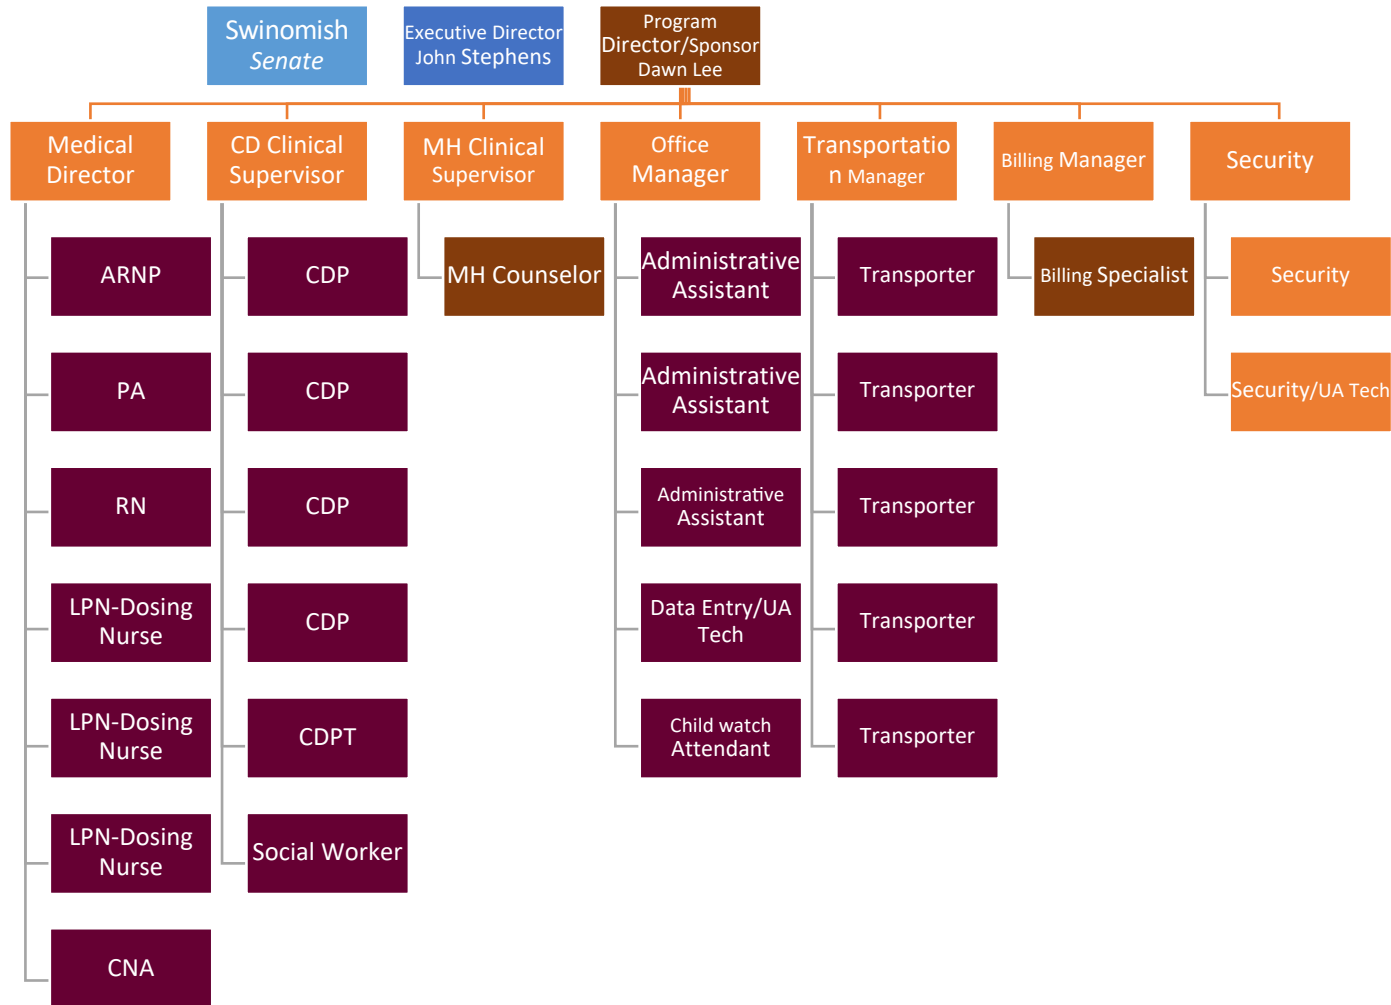 Swinomish
Senate
Executive Director
John Stephens
Program
Director/Sponsor
Dawn Lee
Medical
Director
CD Clinical
Supervisor
MH Clinical
Supervisor
Office
Manager
Transportatio
n Manager
Billing Manager
Security
ARNP
CDP
MH Counselor
Administrative
Assistant
Transporter
Billing Specialist
Security
PA
CDP
Administrative
Assistant
Transporter
Security/UA Tech
RN
CDP
Administrative
Assistant
Transporter
LPN-Dosing
Nurse
CDP
Data Entry/UA
Tech
Transporter
LPN-Dosing
Nurse
CDPT
Child watch
Attendant
Transporter
LPN-Dosing
Nurse
Social Worker
CNA